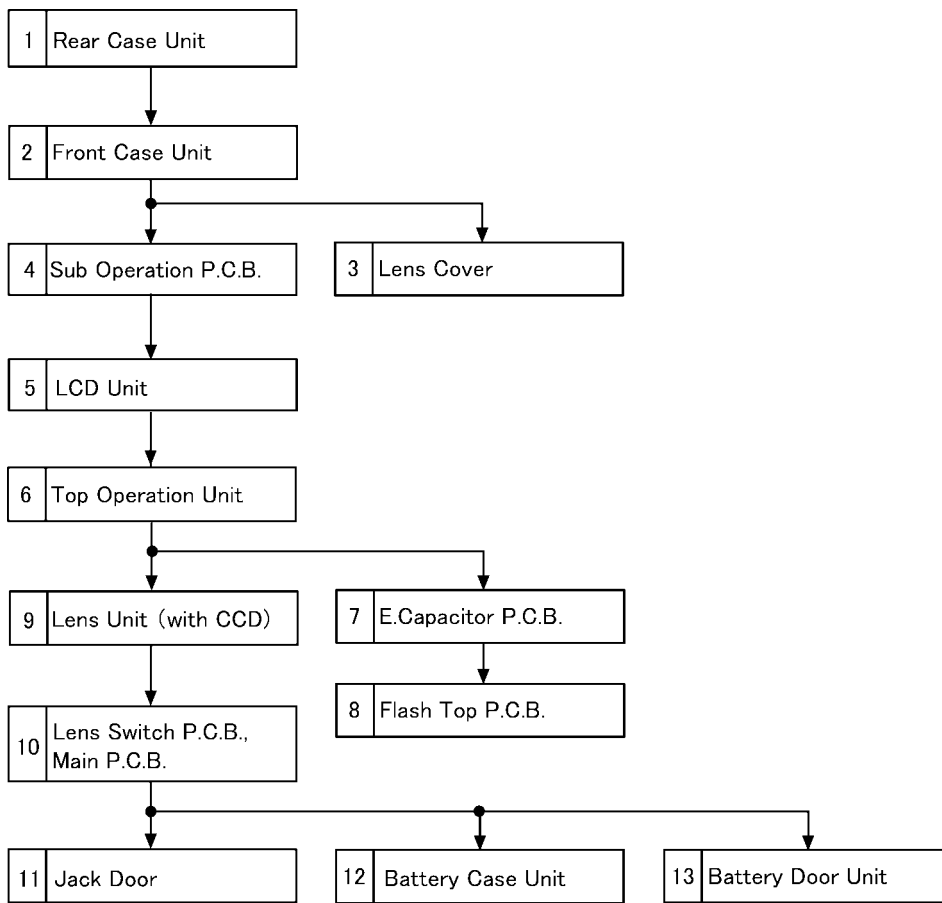 1 Rear Case Unit
2 Front Case Unit
4 Sub Operation P.C.B.
3 Lens Cover
5 LCD Unit
6 Top Operation Unit
9 Lens Unit (with CCD)
7 E.Capacitor P.C.B.
8 Flash Top P.C.B.
10 Lens Switch P.C.B.,
Main P.C.B.
11 Jack Door
12 Battery Case Unit
13 Battery Door Unit